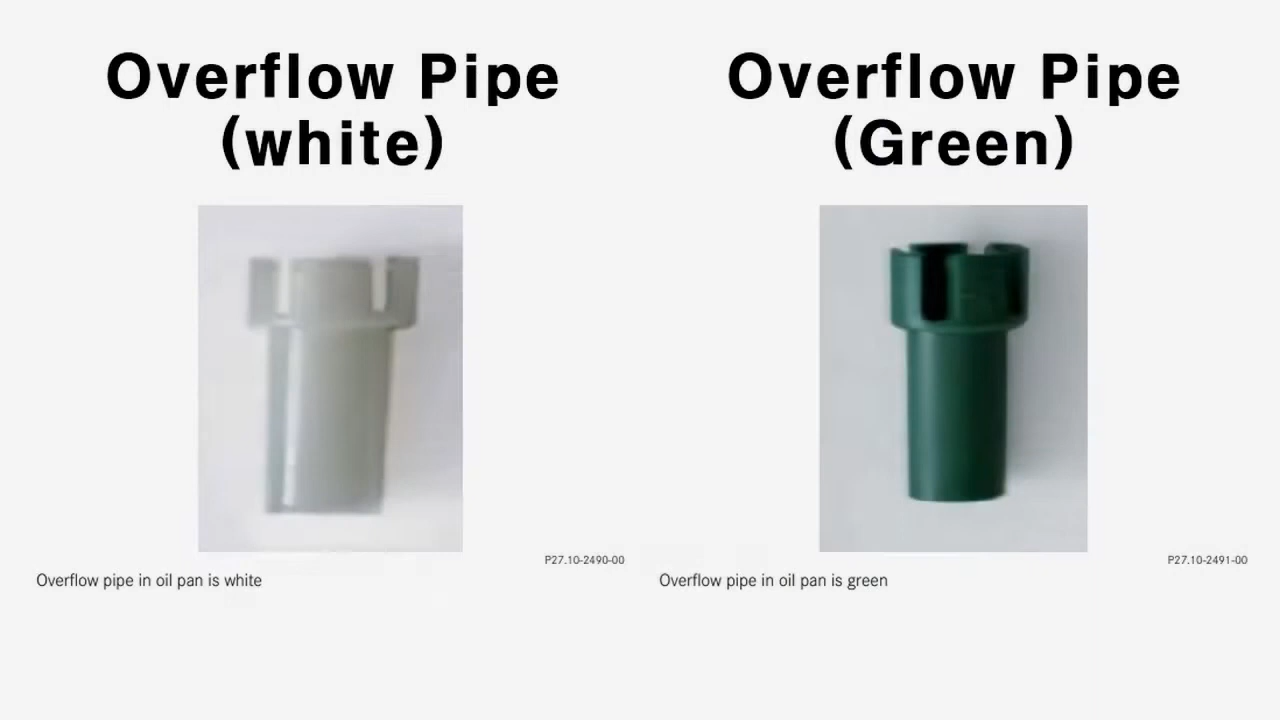 Overflow Pipe
(white)
P27.10-2490-00
Overflow pipe in oil pan is white
Overflow Pipe
(Green)
P27.10-2491-00
Overflow pipe in oil pan is green